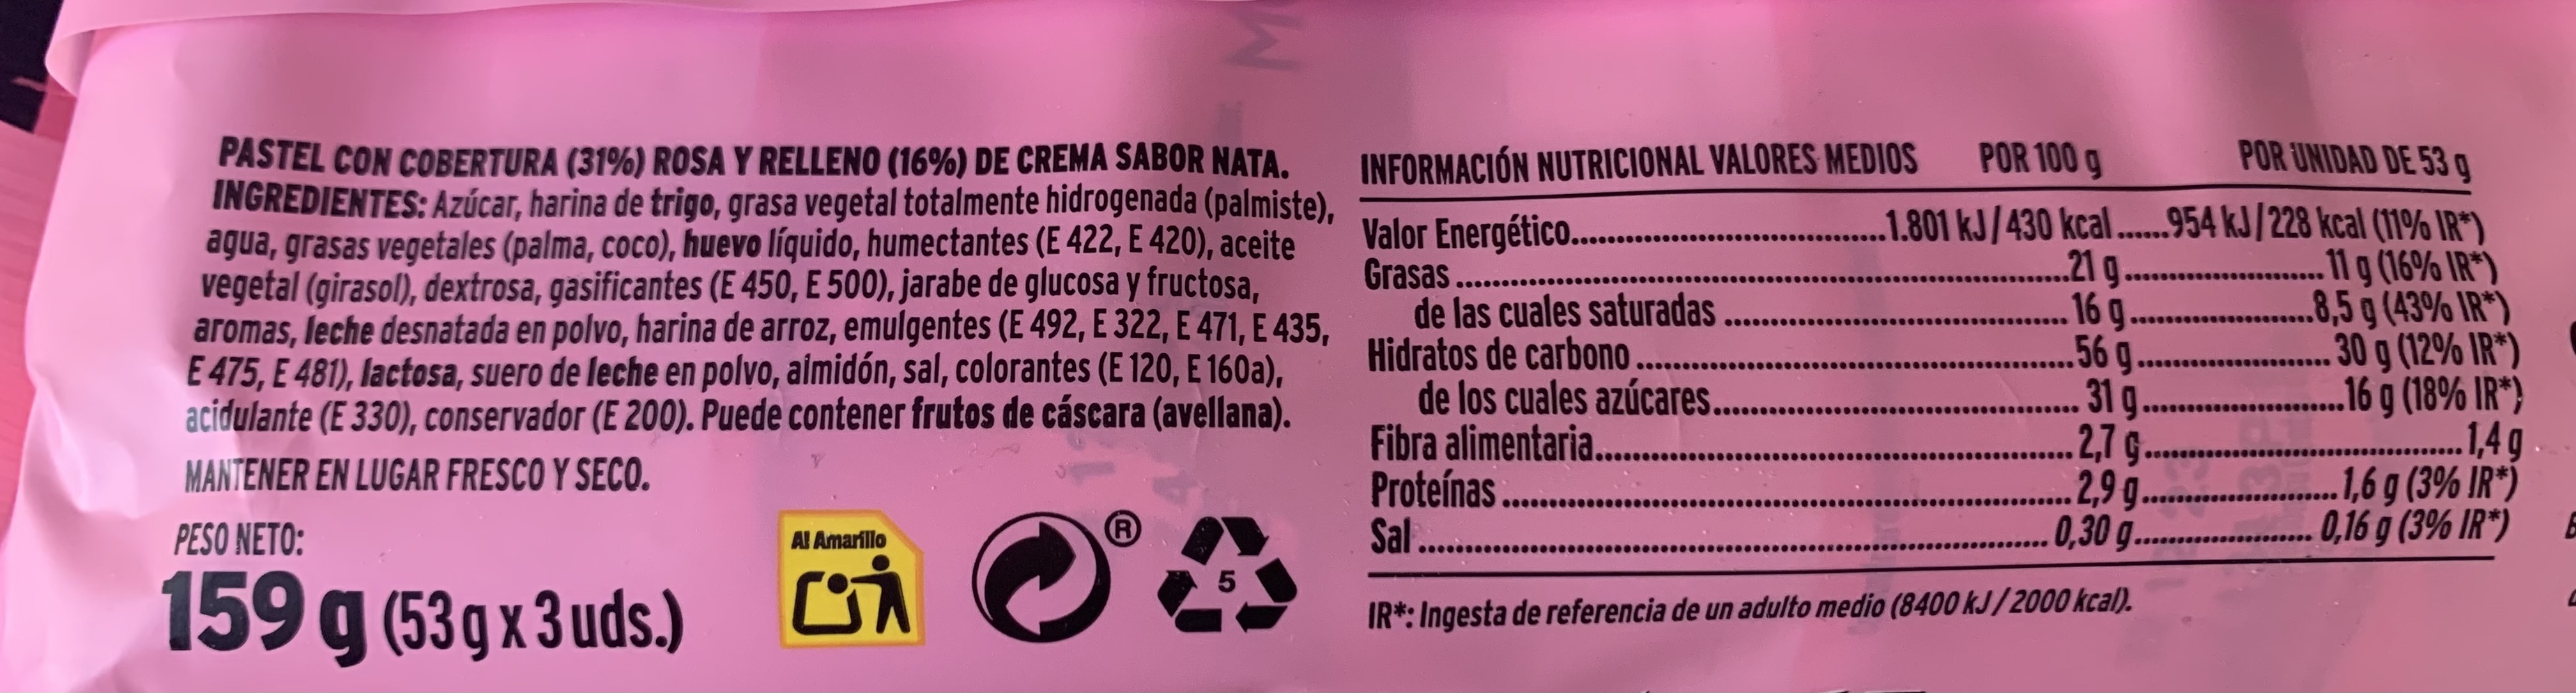 PASTEL CON COBERTURA (31%) ROSA Y RELLENO (16%) DE CREMA SABOR NATA.
INGREDIENTES: Azúcar, harina de trigo, grasa vegetal totalmente hidrogenada (palmiste),
agua, grasas vegetales (palma, coco), huevo líquido, humectantes (E 422, E 420), aceite
vegetal (girasol), dextrosa, gasificantes (E 450, E 500), jarabe de glucosa y fructosa,
aromas, leche desnatada en polvo, harina de arroz, emulgentes (E 492, E 322, E 471, E 435,
E 475, E 481), lactosa, suero de leche en polvo, almidón, sal, colorantes (E 120, E 160a),
acidulante (E 330), conservador (E 200). Puede contener frutos de cáscara (avellana).
MANTENER EN LUGAR FRESCO Y SECO.
PESO NETO:
159 g (53 g x 3 uds.)
Al Amarillo
®
5
INFORMACIÓN NUTRICIONAL VALORES MEDIOS POR 100 g POR UNIDAD DE 53 g
Valor Energético......1.801 kJ/430 kcal......954 kJ/228 kcal (11% IR*)
Grasas......21 g......11 g (16% IR*)
de las cuales saturadas......16 g......8,5 g (43% IR*)
Hidratos de carbono......56 g......30 g (12% IR*)
de los cuales azúcares......31 g......16 g (18% IR*)
Fibra alimentaria......2,7 g......1,4 g
Proteínas......2,9 g......1,6 g (3% IR*)
Sal......0,30 g......0,16 g (3% IR*)
IR*: Ingesta de referencia de un adulto medio (8400 kJ/2000 kcal).